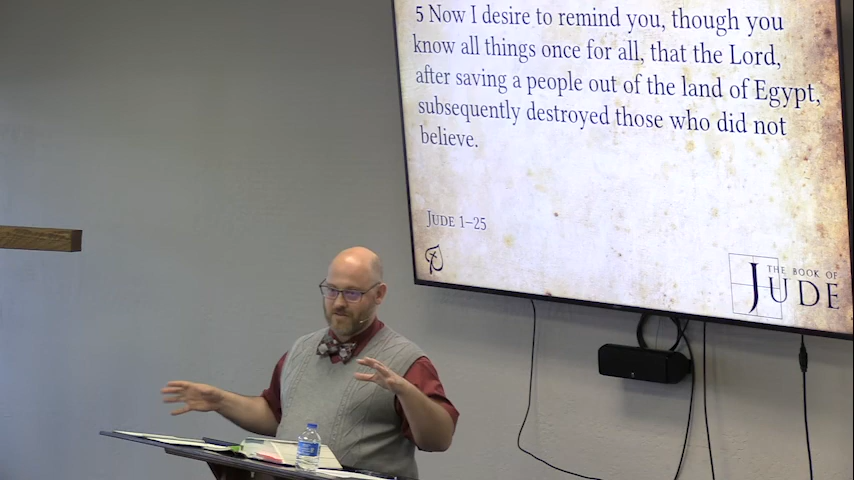 5 Now I desire to remind you, though you
know all things once for all, that the Lord,
after saving a people out of the land of Egypt,
subsequently destroyed those who did not
believe.
JUDE 1–25
THE BOOK OF
JUDE